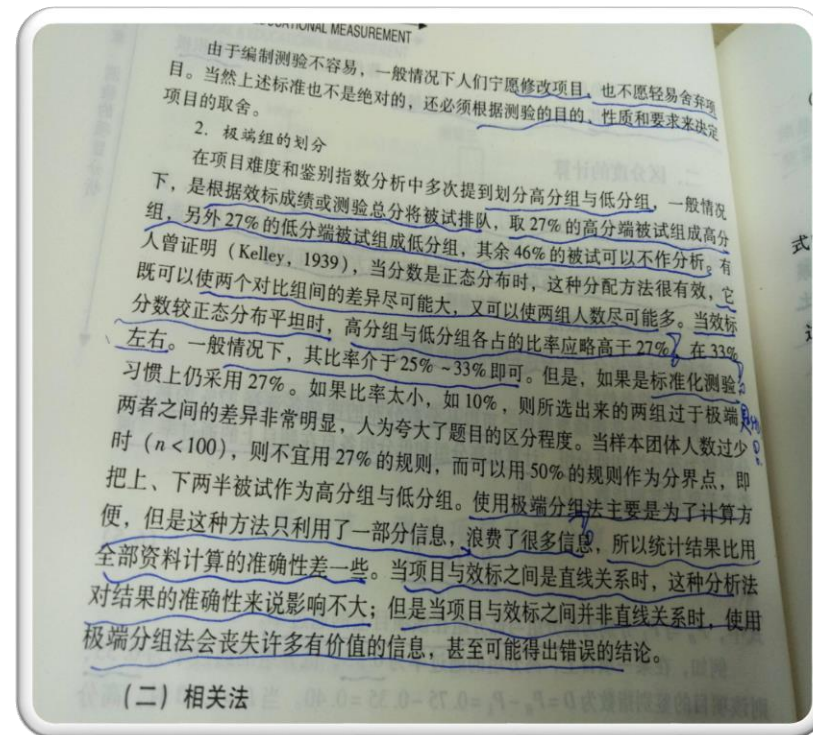 EDUCATIONAL MEASUREMENT
由于编制测验不容易，一般情况下人们宁愿修改项目，也不愿轻易舍弃项
目。当然上述标准也不是绝对的，还必须根据测验的目的、性质和要求来决定
项目的取舍。
2. 极端组的划分
在项目难度和鉴别指数分析中多次提到划分高分组与低分组，一般情况
下，是根据效标成绩或测验总分将被试排队，取27%的高分端被试组成高分
组，另外27%的低分端被试组成低分组，其余46%的被试可以不作分析。有
人曾证明（Kelley，1939），当分数是正态分布时，这种分配方法很有效，它
既可以使两个对比组间的差异尽可能大，又可以使两组人数尽可能多。当效标
分数较正态分布平坦时，高分组与低分组各占的比率应略高于27%，在33%
左右。一般情况下，其比率介于25%~33%即可。但是，如果是标准化测验，
习惯上仍采用27%。如果比率太小，如10%，则所选出来的两组过于极端，
两者之间的差异非常明显，人为夸大了题目的区分程度。当样本团体人数过少
时（n<100），则不宜用27%的规则，而可以用50%的规则作为分界点，即
把上、下两半被试作为高分组与低分组。使用极端分组法主要是为了计算方
便，但是这种方法只利用了一部分信息，浪费了很多信息，所以统计结果比用
全部资料计算的准确性差一些。当项目与效标之间是直线关系时，这种分析法
对结果的准确性来说影响不大；但是当项目与效标之间并非直线关系时，使用
极端分组法会丧失许多有价值的信息，甚至可能得出错误的结论。
（二）相关法
式